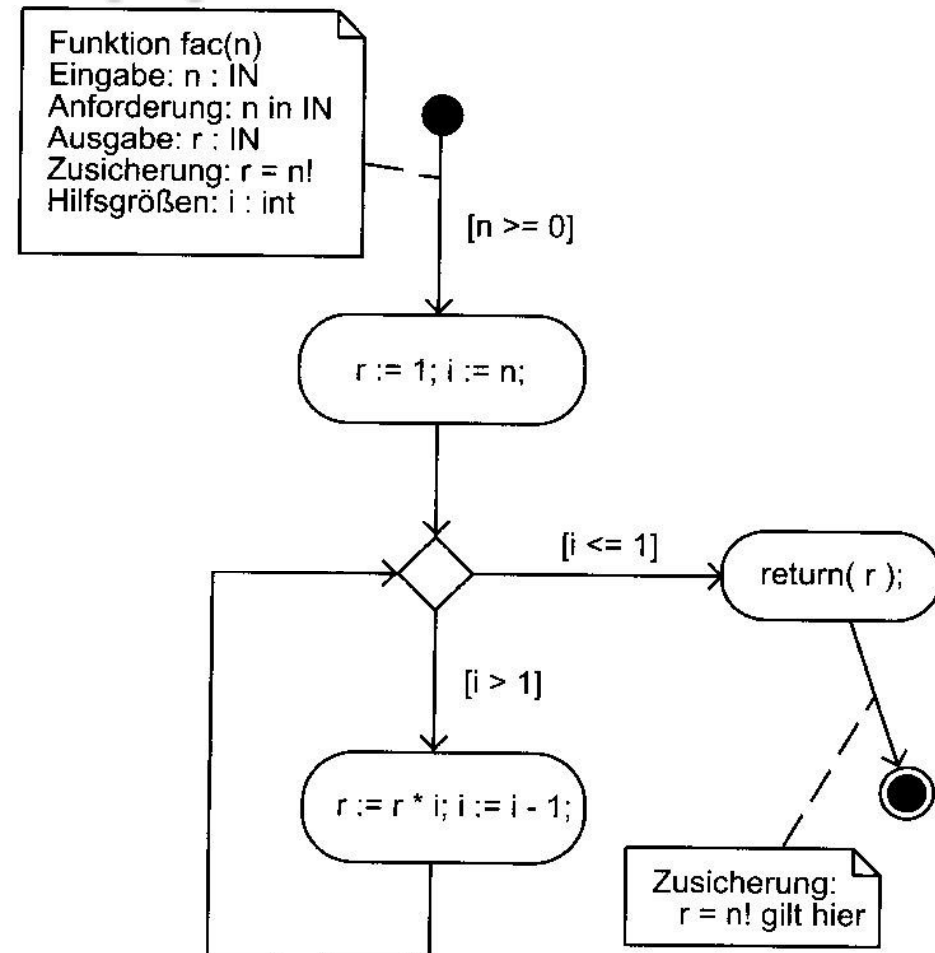 Funktion fac(n)
Eingabe: n : IN
Anforderung: n in IN
Ausgabe: r : IN
Zusicherung: r = n!
Hilfsgrößen: i : int
[n >= 0]
r := 1; i := n;
[i <= 1]
return( r );
[i > 1]
r := r * i; i := i - 1;
Zusicherung:
r = n! gilt hier